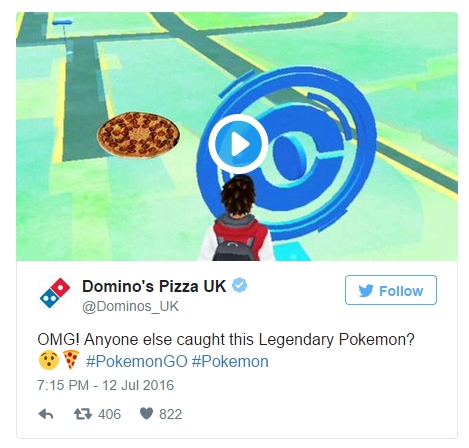 Domino's Pizza UK
@Dominos_UK
Follow
OMG! Anyone else caught this Legendary Pokemon?
😯🍕 #PokemonGO #Pokemon
7:15 PM - 12 Jul 2016
406 822